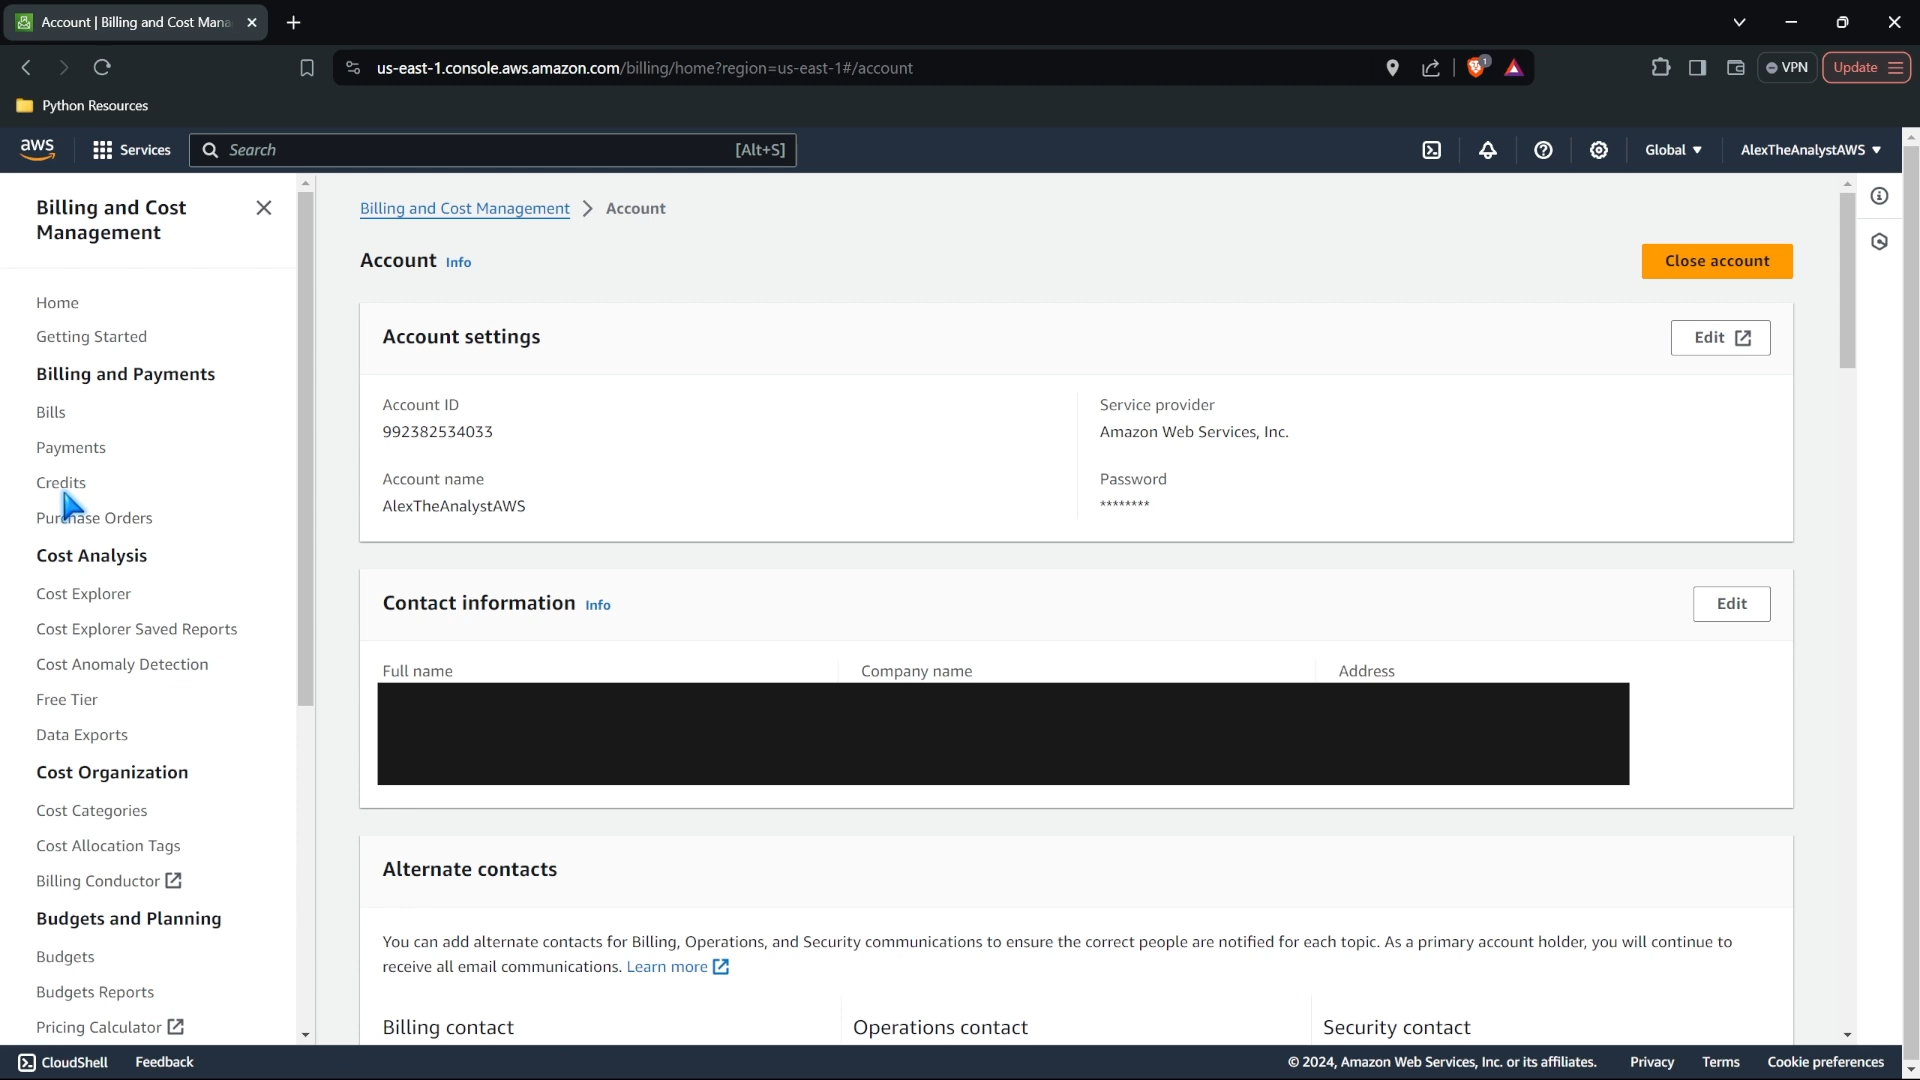 Account | Billing and Cost Mana
us-east-1.console.aws.amazon.com/billing/home?region=us-east-1#/account
1
VPN
Update
Python Resources
aws
Services
Search
[Alt+S]
Global
AlexTheAnalystAWS
Billing and Cost
Management
Home
Getting Started
Billing and Payments
Bills
Payments
Credits
Purchase Orders
Cost Analysis
Cost Explorer
Cost Explorer Saved Reports
Cost Anomaly Detection
Free Tier
Data Exports
Cost Organization
Cost Categories
Cost Allocation Tags
Billing Conductor
Budgets and Planning
Budgets
Budgets Reports
Pricing Calculator
Billing and Cost Management > Account
Account Info
Close account
Account settings
Edit
Account ID
992382534033
Service provider
Amazon Web Services, Inc.
Account name
AlexTheAnalystAWS
Password
********
Contact information Info
Edit
Full name
Company name
Address
Alternate contacts
You can add alternate contacts for Billing, Operations, and Security communications to ensure the correct people are notified for each topic. As a primary account holder, you will continue to
receive all email communications. Learn more
Billing contact
Operations contact
Security contact
CloudShell
Feedback
© 2024, Amazon Web Services, Inc. or its affiliates.
Privacy
Terms
Cookie preferences